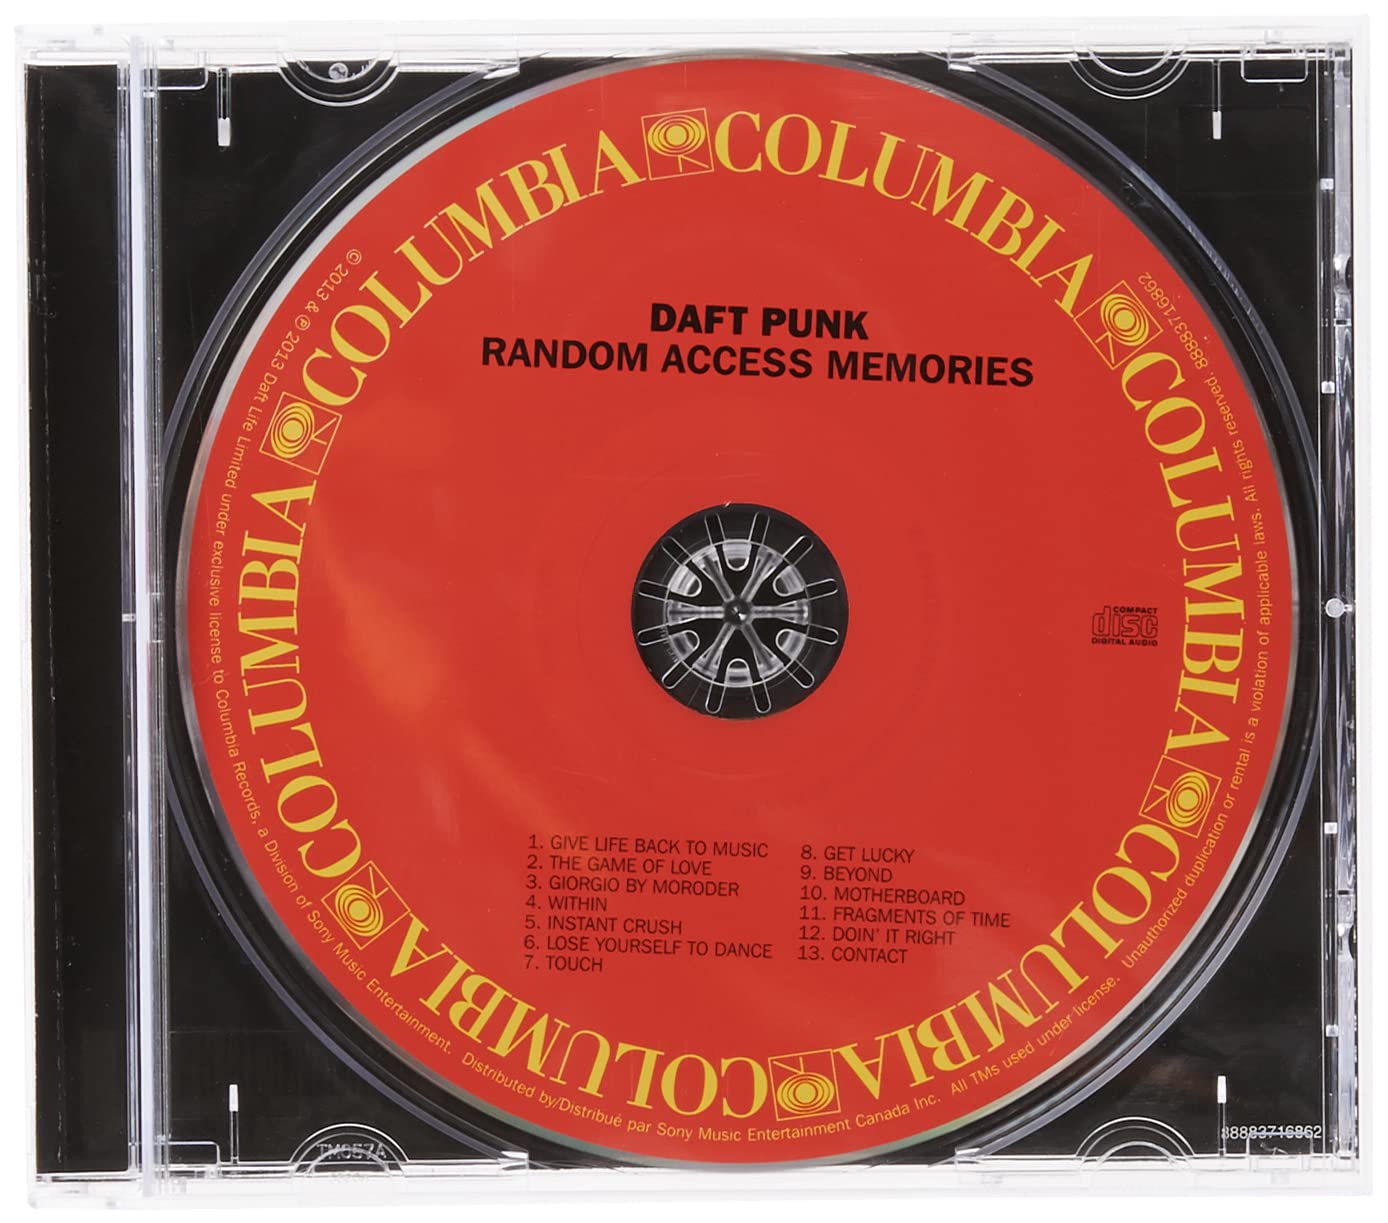 COLUMBIA COLUMBIA COLUMBIA COLUMBIA COLUMBIA COLUMBIA
DAFT PUNK
RANDOM ACCESS MEMORIES
COMPACT
disc
DIGITAL AUDIO
1. GIVE LIFE BACK TO MUSIC
2. THE GAME OF LOVE
3. GIORGIO BY MORODER
4. WITHIN
5. INSTANT CRUSH
6. LOSE YOURSELF TO DANCE
7. TOUCH
8. GET LUCKY
9. BEYOND
10. MOTHERBOARD
11. FRAGMENTS OF TIME
12. DOIN' IT RIGHT
13. CONTACT
© 2013 & ℗ 2013 Daft Life Limited under exclusive license to Columbia Records, a Division of Sony Music Entertainment. Distributed by/Distribué par Sony Music Entertainment Canada Inc. All TMs used under license. Unauthorized duplication or rental is a violation of applicable laws. All rights reserved. 88883716862
88883716862